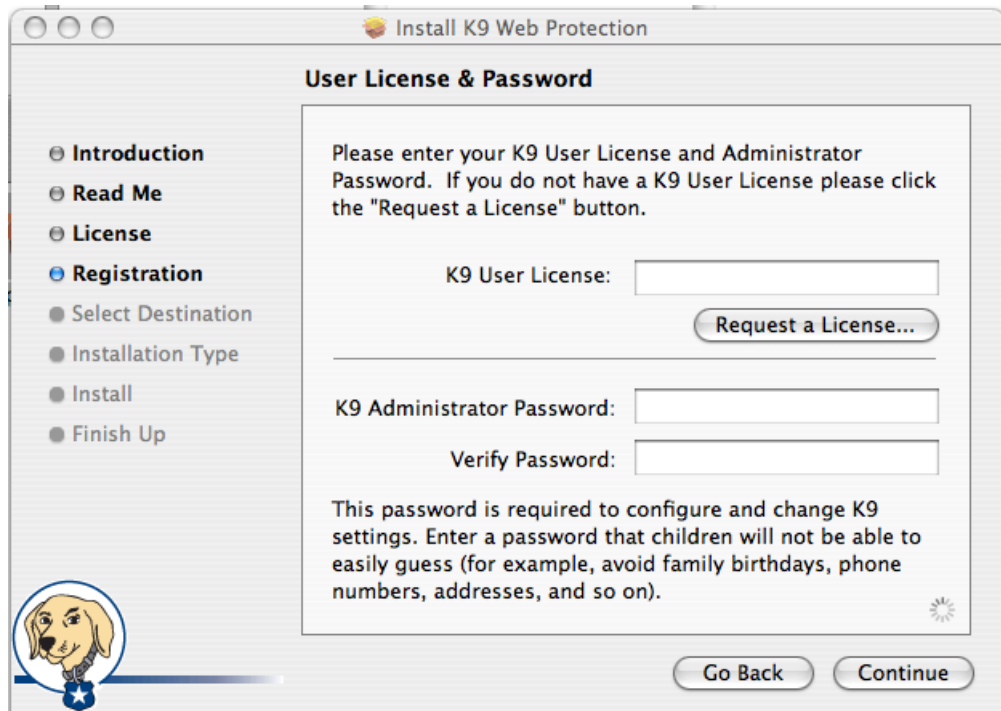 Install K9 Web Protection
User License & Password
Introduction
Read Me
License
Registration
Select Destination
Installation Type
Install
Finish Up
Please enter your K9 User License and Administrator
Password. If you do not have a K9 User License please click
the "Request a License" button.
K9 User License:
Request a License...
K9 Administrator Password:
Verify Password:
This password is required to configure and change K9
settings. Enter a password that children will not be able to
easily guess (for example, avoid family birthdays, phone
numbers, addresses, and so on).
Go Back
Continue